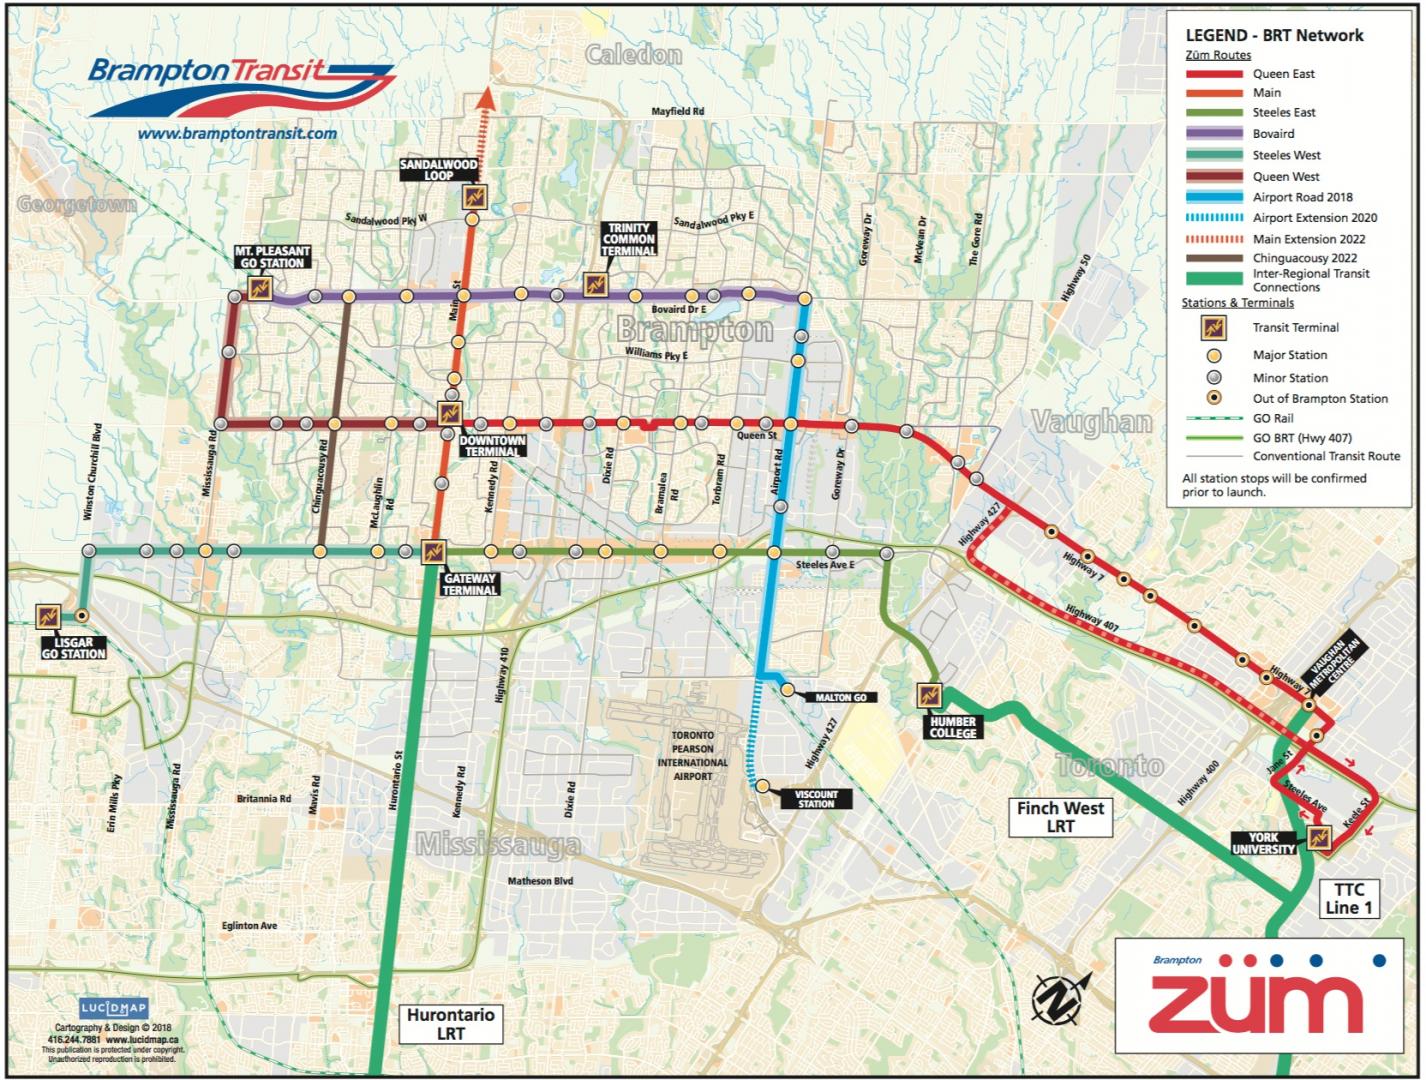 Brampton Transit
www.bramptontransit.com
LEGEND - BRT Network
Züm Routes
Queen East
Main
Steeles East
Bovaird
Steeles West
Queen West
Airport Road 2018
Airport Extension 2020
Main Extension 2022
Chinguacousy 2022
Inter-Regional Transit
Connections
Stations & Terminals
Transit Terminal
Major Station
Minor Station
Out of Brampton Station
GO Rail
GO BRT (Hwy 407)
Conventional Transit Route
All station stops will be confirmed
prior to launch.
Caledon
Mayfield Rd
SANDALWOOD
LOOP
Georgetown
Sandalwood Pky W
Sandalwood Pky E
TRINITY
COMMON
TERMINAL
Goreway Dr
McVean Dr
The Gore Rd
Highway 50
MT. PLEASANT
GO STATION
Main St
Bovaird Dr E
Brampton
Williams Pky E
Vaughan
DOWNTOWN
TERMINAL
Queen St
Winston Churchill Blvd
Mississauga Rd
Chinguacousy Rd
McLaughlin
Rd
Kennedy Rd
Dixie Rd
Bramalea
Rd
Torbram Rd
Airport Rd
Goreway Dr
Highway 427
Highway 7
Steeles Ave E
GATEWAY
TERMINAL
Highway 407
LISGAR
GO STATION
Highway 410
VAUGHAN
METROPOLITAN
CENTRE
Highway 7
MALTON GO
HUMBER
COLLEGE
TORONTO
PEARSON
INTERNATIONAL
AIRPORT
Highway 427
Toronto
Highway 400
Jane St
Steeles Ave
Keele St
VISCOUNT
STATION
Finch West
LRT
YORK
UNIVERSITY
TTC
Line 1
Erin Mills Pky
Mississauga Rd
Britannia Rd
Mavis Rd
Hurontario St
Kennedy Rd
Dixie Rd
Mississauga
Matheson Blvd
Eglinton Ave
Hurontario
LRT
LUCIDMAP
Cartography & Design © 2018
416.244.7881 www.lucidmap.ca
This publication is protected under copyright.
Unauthorized reproduction is prohibited.
N
Brampton
züm